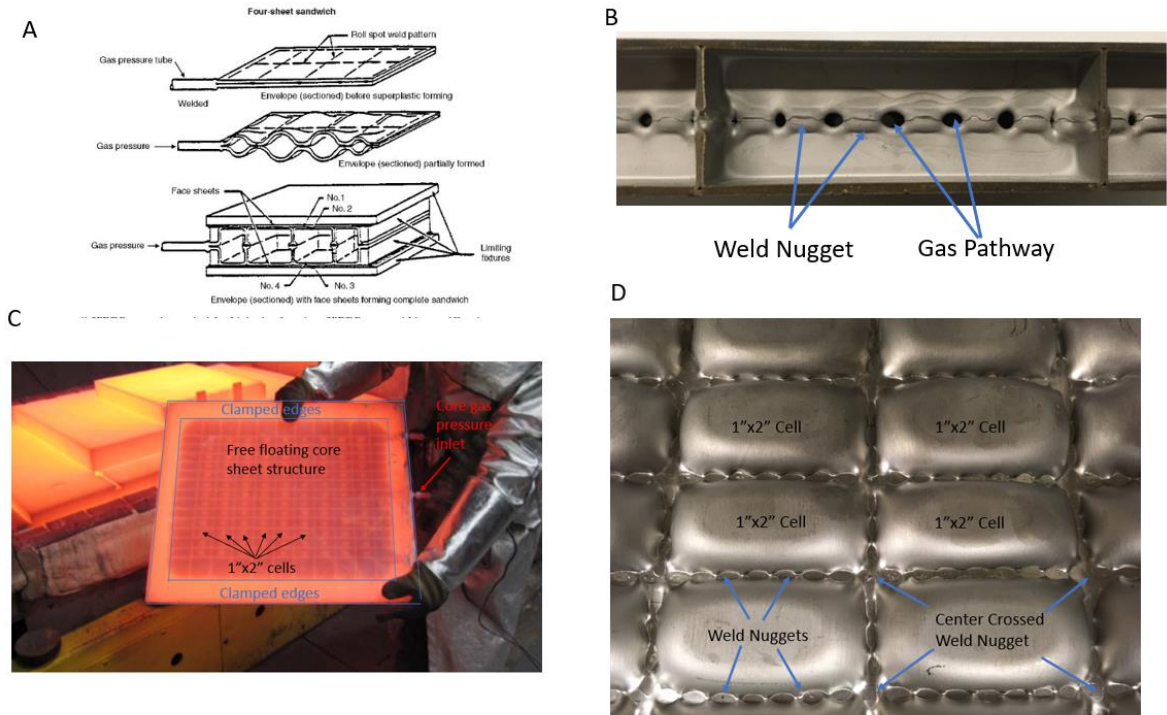 A
Four-sheet sandwich
Roll spot weld pattern
Gas pressure tube
Welded
Envelope (sectioned) before superplastic forming
Gas pressure
Envelope (sectioned) partially formed
Face sheets
No.1
No. 2
Gas pressure
Limiting
fixtures
No. 4
No. 3
Envelope (sectioned) with face sheets forming complete sandwich
B
Weld Nugget
Gas Pathway
C
Clamped edges
Free floating core
sheet structure
Core gas
pressure
inlet
1”x2” cells
Clamped edges
D
1”x2” Cell
1”x2” Cell
1”x2” Cell
1”x2” Cell
Weld Nuggets
Center Crossed
Weld Nugget